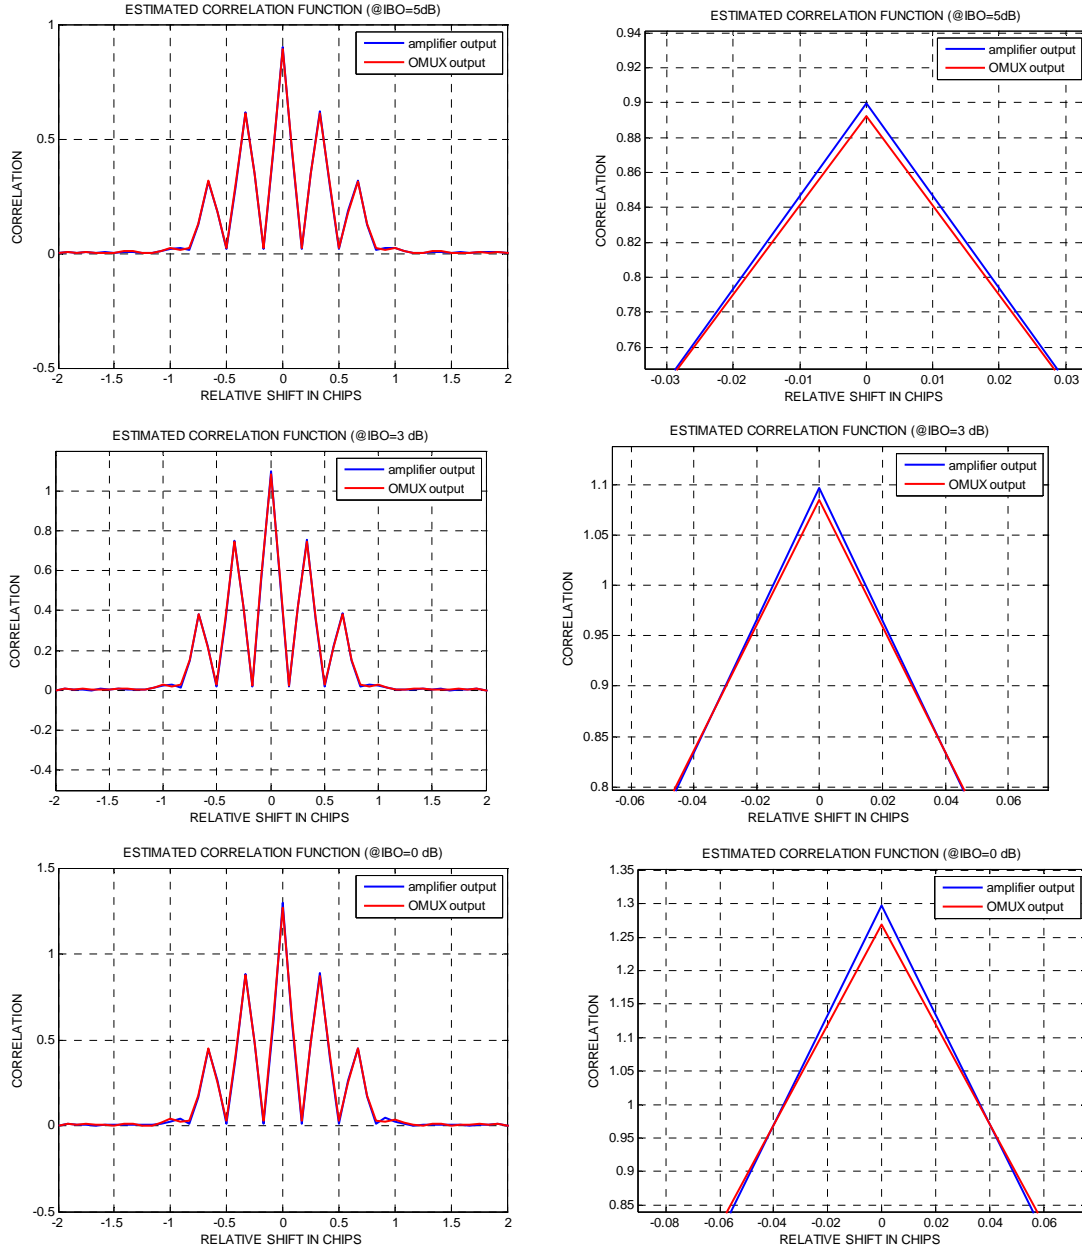 ESTIMATED CORRELATION FUNCTION (@IBO=5dB)
1
0.5
0
-0.5
CORRELATION
amplifier output
OMUX output
-2 -1.5 -1 -0.5 0 0.5 1 1.5 2
RELATIVE SHIFT IN CHIPS
ESTIMATED CORRELATION FUNCTION (@IBO=5dB)
0.94
0.92
0.9
0.88
0.86
0.84
0.82
0.8
0.78
0.76
CORRELATION
amplifier output
OMUX output
-0.03 -0.02 -0.01 0 0.01 0.02 0.03
RELATIVE SHIFT IN CHIPS
ESTIMATED CORRELATION FUNCTION (@IBO=3 dB)
1
0.8
0.6
0.4
0.2
0
-0.2
-0.4
CORRELATION
amplifier output
OMUX output
-2 -1.5 -1 -0.5 0 0.5 1 1.5 2
RELATIVE SHIFT IN CHIPS
ESTIMATED CORRELATION FUNCTION (@IBO=3 dB)
1.1
1.05
1
0.95
0.9
0.85
0.8
CORRELATION
amplifier output
OMUX output
-0.06 -0.04 -0.02 0 0.02 0.04 0.06
RELATIVE SHIFT IN CHIPS
ESTIMATED CORRELATION FUNCTION (@IBO=0 dB)
1.5
1
0.5
0
-0.5
CORRELATION
amplifier output
OMUX output
-2 -1.5 -1 -0.5 0 0.5 1 1.5 2
RELATIVE SHIFT IN CHIPS
ESTIMATED CORRELATION FUNCTION (@IBO=0 dB)
1.35
1.3
1.25
1.2
1.15
1.1
1.05
1
0.95
0.9
0.85
CORRELATION
amplifier output
OMUX output
-0.08 -0.06 -0.04 -0.02 0 0.02 0.04 0.06
RELATIVE SHIFT IN CHIPS